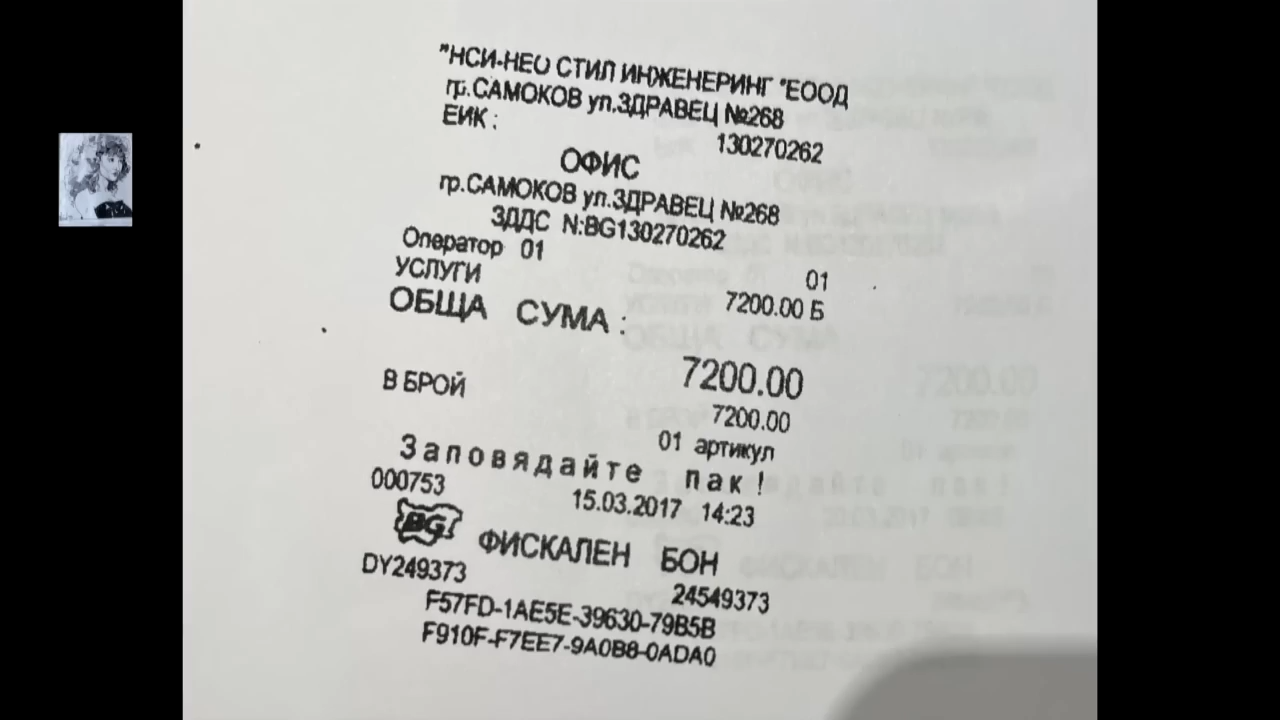 "НСИ-НЕО СТИЛ ИНЖЕНЕРИНГ "ЕООД
гр.САМОКОВ ул.ЗДРАВЕЦ №268
ЕИК : 130270262
ОФИС
гр.САМОКОВ ул.ЗДРАВЕЦ №268
ЗДДС N:BG130270262
Оператор 01 01
УСЛУГИ 7200.00 Б
ОБЩА СУМА :
7200.00
В БРОЙ 7200.00
01 артикул
Заповядайте пак!
000753 15.03.2017 14:23
BG ФИСКАЛЕН БОН
DY249373 24549373
F57FD-1AE5E-39630-79B5B
F910F-F7EE7-9A0B8-0ADA0